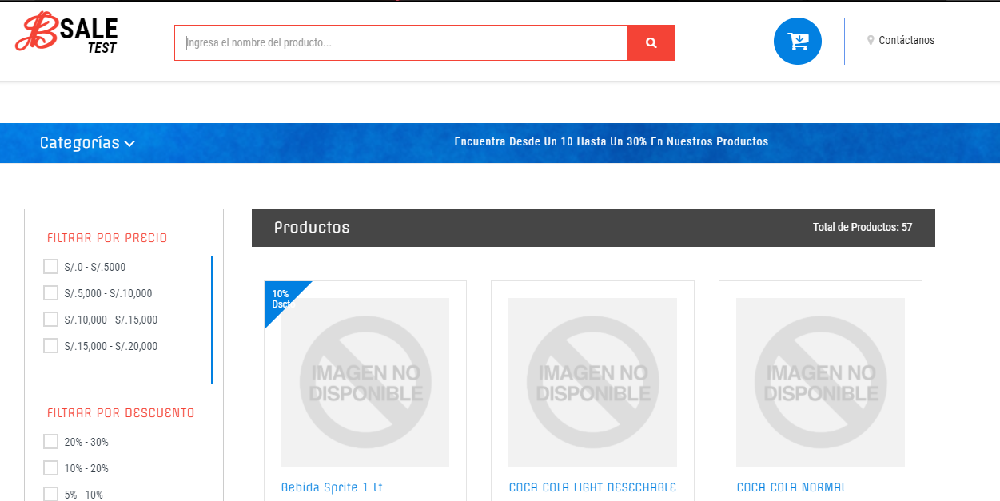 BSALE
TEST
Ingresa el nombre del producto...
Contáctanos
Categorías
Encuentra Desde Un 10 Hasta Un 30% En Nuestros Productos
FILTRAR POR PRECIO
S/.0 - S/.5000
S/.5,000 - S/.10,000
S/.10,000 - S/.15,000
S/.15,000 - S/.20,000
FILTRAR POR DESCUENTO
20% - 30%
10% - 20%
5% - 10%
Productos
Total de Productos: 57
10%
Dscto
IMAGEN NO
DISPONIBLE
Bebida Sprite 1 Lt
IMAGEN NO
DISPONIBLE
COCA COLA LIGHT DESECHABLE
IMAGEN NO
DISPONIBLE
COCA COLA NORMAL